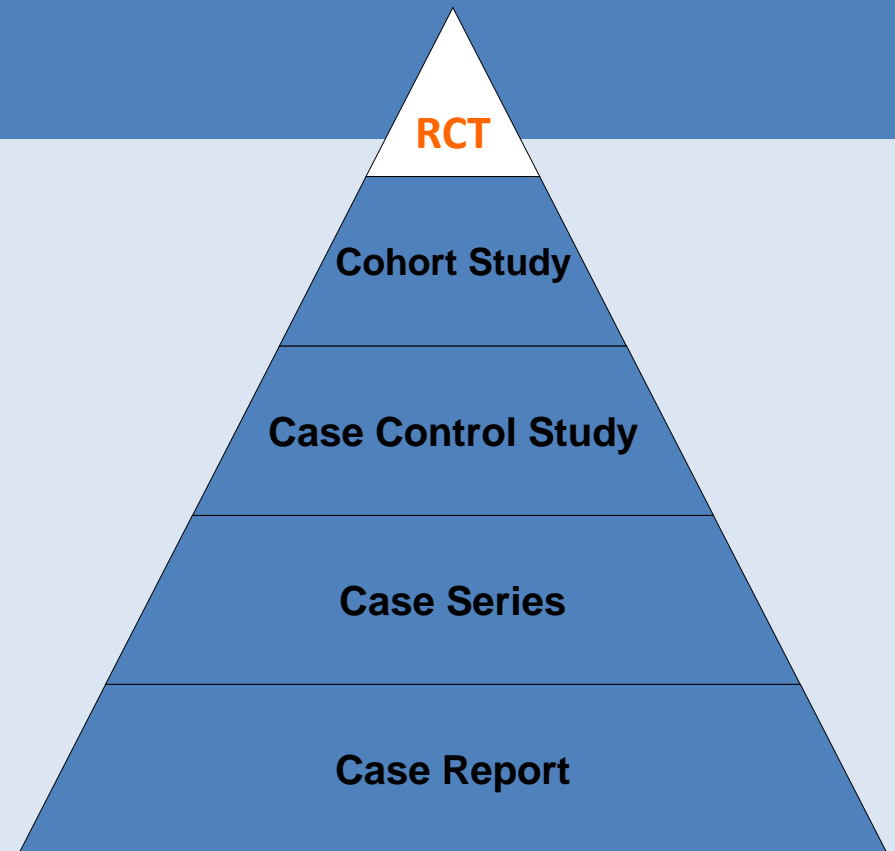 RCT
Cohort Study
Case Control Study
Case Series
Case Report